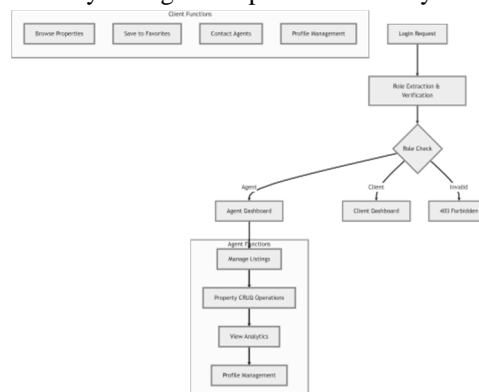 Client Functions
Browse Properties
Save to Favorites
Contact Agents
Profile Management
Login Request
Role Extraction &
Verification
Role Check
Agent
Client
Invalid
Agent Dashboard
Client Dashboard
403 Forbidden
Agent Functions
Manage Listings
Property CRUD Operations
View Analytics
Profile Management